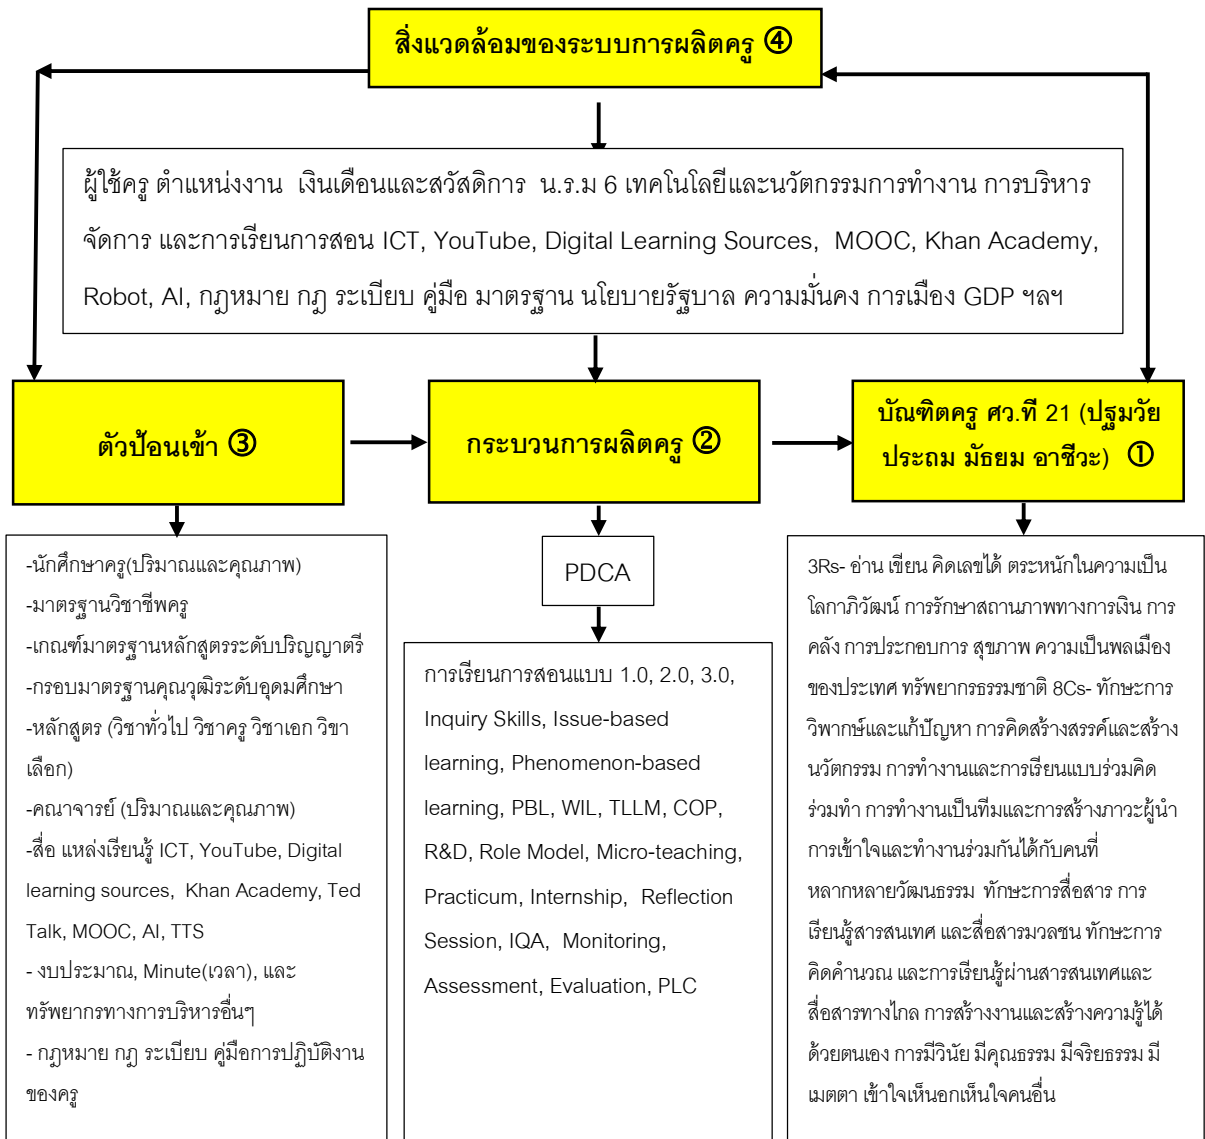 สิ่งแวดล้อมของระบบการผลิตครู ④
ผู้ใช้ครู ตำแหน่งงาน เงินเดือนและสวัสดิการ น.ร.ม 6 เทคโนโลยีและนวัตกรรมการทำงาน การบริหาร
จัดการ และการเรียนการสอน ICT, YouTube, Digital Learning Sources, MOOC, Khan Academy,
Robot, AI, กฎหมาย กฎ ระเบียบ คู่มือ มาตรฐาน นโยบายรัฐบาล ความมั่นคง การเมือง GDP ฯลฯ
ตัวป้อนเข้า ③
กระบวนการผลิตครู ②
บัณฑิตครู ศว.ที่ 21 (ปฐมวัย
ประถม มัธยม อาชีวะ) ①
-นักศึกษาครู(ปริมาณและคุณภาพ)
-มาตรฐานวิชาชีพครู
-เกณฑ์มาตรฐานหลักสูตรระดับปริญญาตรี
-กรอบมาตรฐานคุณวุฒิระดับอุดมศึกษา
-หลักสูตร (วิชาทั่วไป วิชาครู วิชาเอก วิขา
เลือก)
-คณาจารย์ (ปริมาณและคุณภาพ)
-สื่อ แหล่งเรียนรู้ ICT, YouTube, Digital
learning sources, Khan Academy, Ted
Talk, MOOC, AI, TTS
- งบประมาณ, Minute(เวลา), และ
ทรัพยากรทางการบริหารอื่นๆ
- กฎหมาย กฎ ระเบียบ คู่มือการปฏิบัติงาน
ของครู
PDCA
การเรียนการสอนแบบ 1.0, 2.0, 3.0,
Inquiry Skills, Issue-based
learning, Phenomenon-based
learning, PBL, WIL, TLLM, COP,
R&D, Role Model, Micro-teaching,
Practicum, Internship, Reflection
Session, IQA, Monitoring,
Assessment, Evaluation, PLC
3Rs- อ่าน เขียน คิดเลขได้ ตระหนักในความเป็น
โลกาภิวัฒน์ การรักษาสถานภาพทางการเงิน การ
คลัง การประกอบการ สุขภาพ ความเป็นพลเมือง
ของประเทศ ทรัพยากรธรรมชาติ 8Cs- ทักษะการ
วิพากษ์และแก้ปัญหา การคิดสร้างสรรค์และสร้าง
นวัตกรรม การทำงานและการเรียนแบบร่วมคิด
ร่วมทำ การทำงานเป็นทีมและการสร้างภาวะผู้นำ
การเข้าใจและทำงานร่วมกันได้กับคนที่
หลากหลายวัฒนธรรม ทักษะการสื่อสาร การ
เรียนรู้สารสนเทศ และสื่อสารมวลชน ทักษะการ
คิดคำนวณ และการเรียนรู้ผ่านสารสนเทศและ
สื่อสารทางไกล การสร้างงานและสร้างความรู้ได้
ด้วยตนเอง การมีวินัย มีคุณธรรม มีจริยธรรม มี
เมตตา เข้าใจเห็นอกเห็นใจคนอื่น